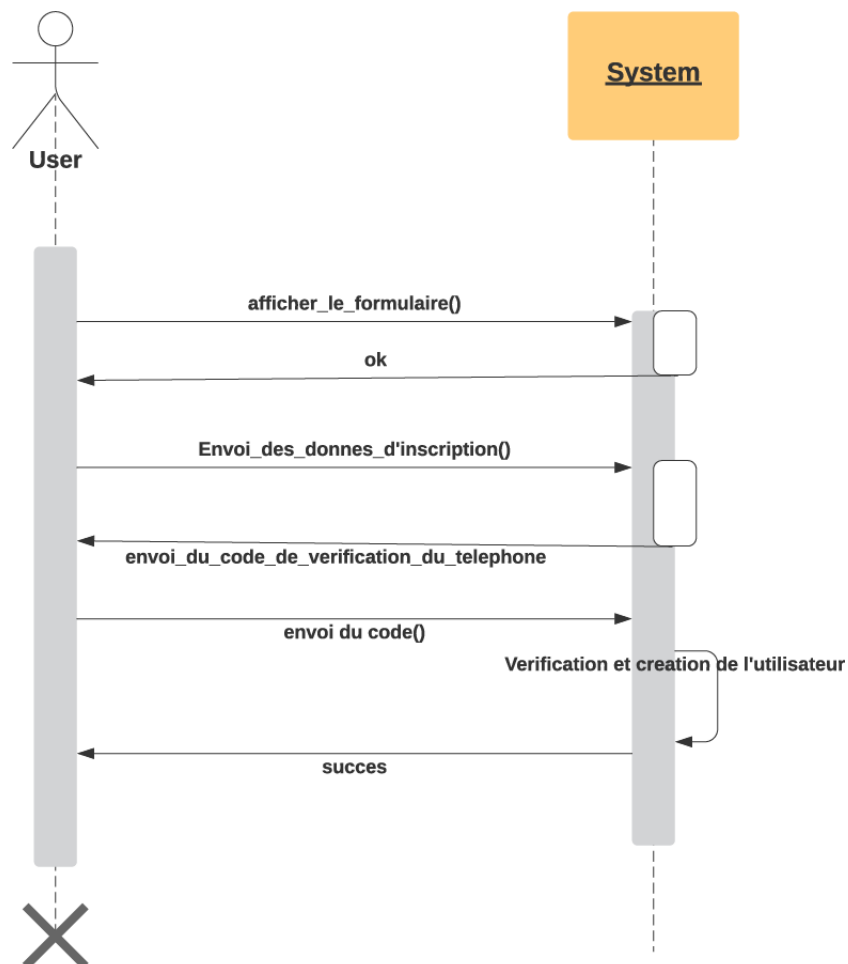 System
User
afficher_le_formulaire()
ok
Envoi_des_donnes_d'inscription()
envoi_du_code_de_verification_du_telephone
envoi du code()
Verification et creation de l'utilisateur
succes